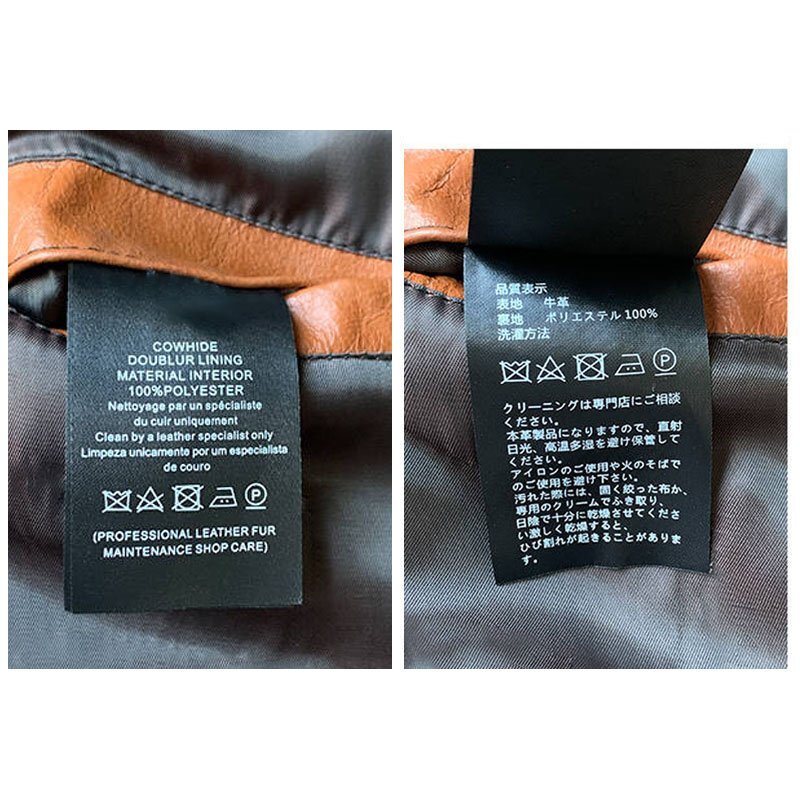 COWHIDE
DOUBLUR LINING
MATERIAL INTERIOR
100%POLYESTER
Nettoyage par un spécialiste
du cuir uniquement
Clean by a leather specialist only
Limpeza unicamente por um especialista
de couro
(PROFESSIONAL LEATHER FUR
MAINTENANCE SHOP CARE)
品質表示
表地 牛革
裏地 ポリエステル 100%
洗濯方法
クリーニングは専門店にご相談
ください。
本革製品になりますので、直射
日光、高温多湿を避け保管して
ください。
アイロンのご使用や火のそばで
のご使用を避け下さい。
汚れた際には、固く絞った布か、
専用のクリームでふき取り、
日陰で十分に乾燥させてくださ
い激しく乾燥すると、
ひび割れが起きることがありま
す。